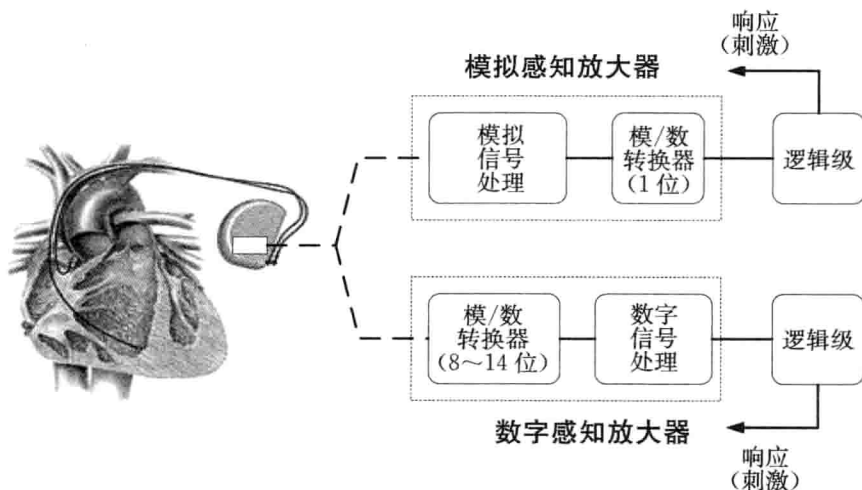 响应
(刺激)
模拟感知放大器
模拟
信号
处理
模/数
转换器
(1位)
逻辑级
模/数
转换器
(8～14位)
数字
信号
处理
逻辑级
数字感知放大器
响应
(刺激)